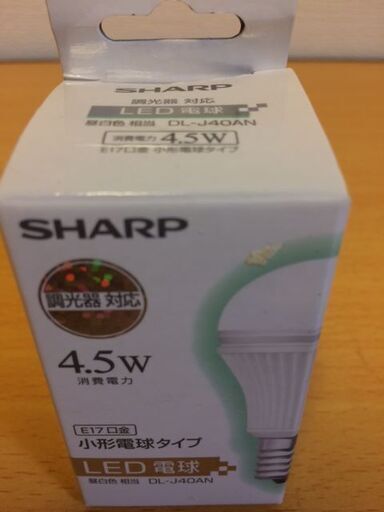 SHARP
調光器 対応
LED電球
昼白色 相当 DL-J40AN
消費電力 4.5W
E17口金 小形電球タイプ
SHARP
調光器 対応
4.5W
消費電力
E17口金
小形電球タイプ
LED 電球
昼白色 相当 DL-J40AN